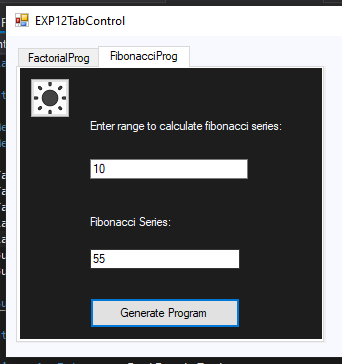 EXP12TabControl
FactorialProg
FibonacciProg
Enter range to calculate fibonacci series:
10
Fibonacci Series:
55
Generate Program